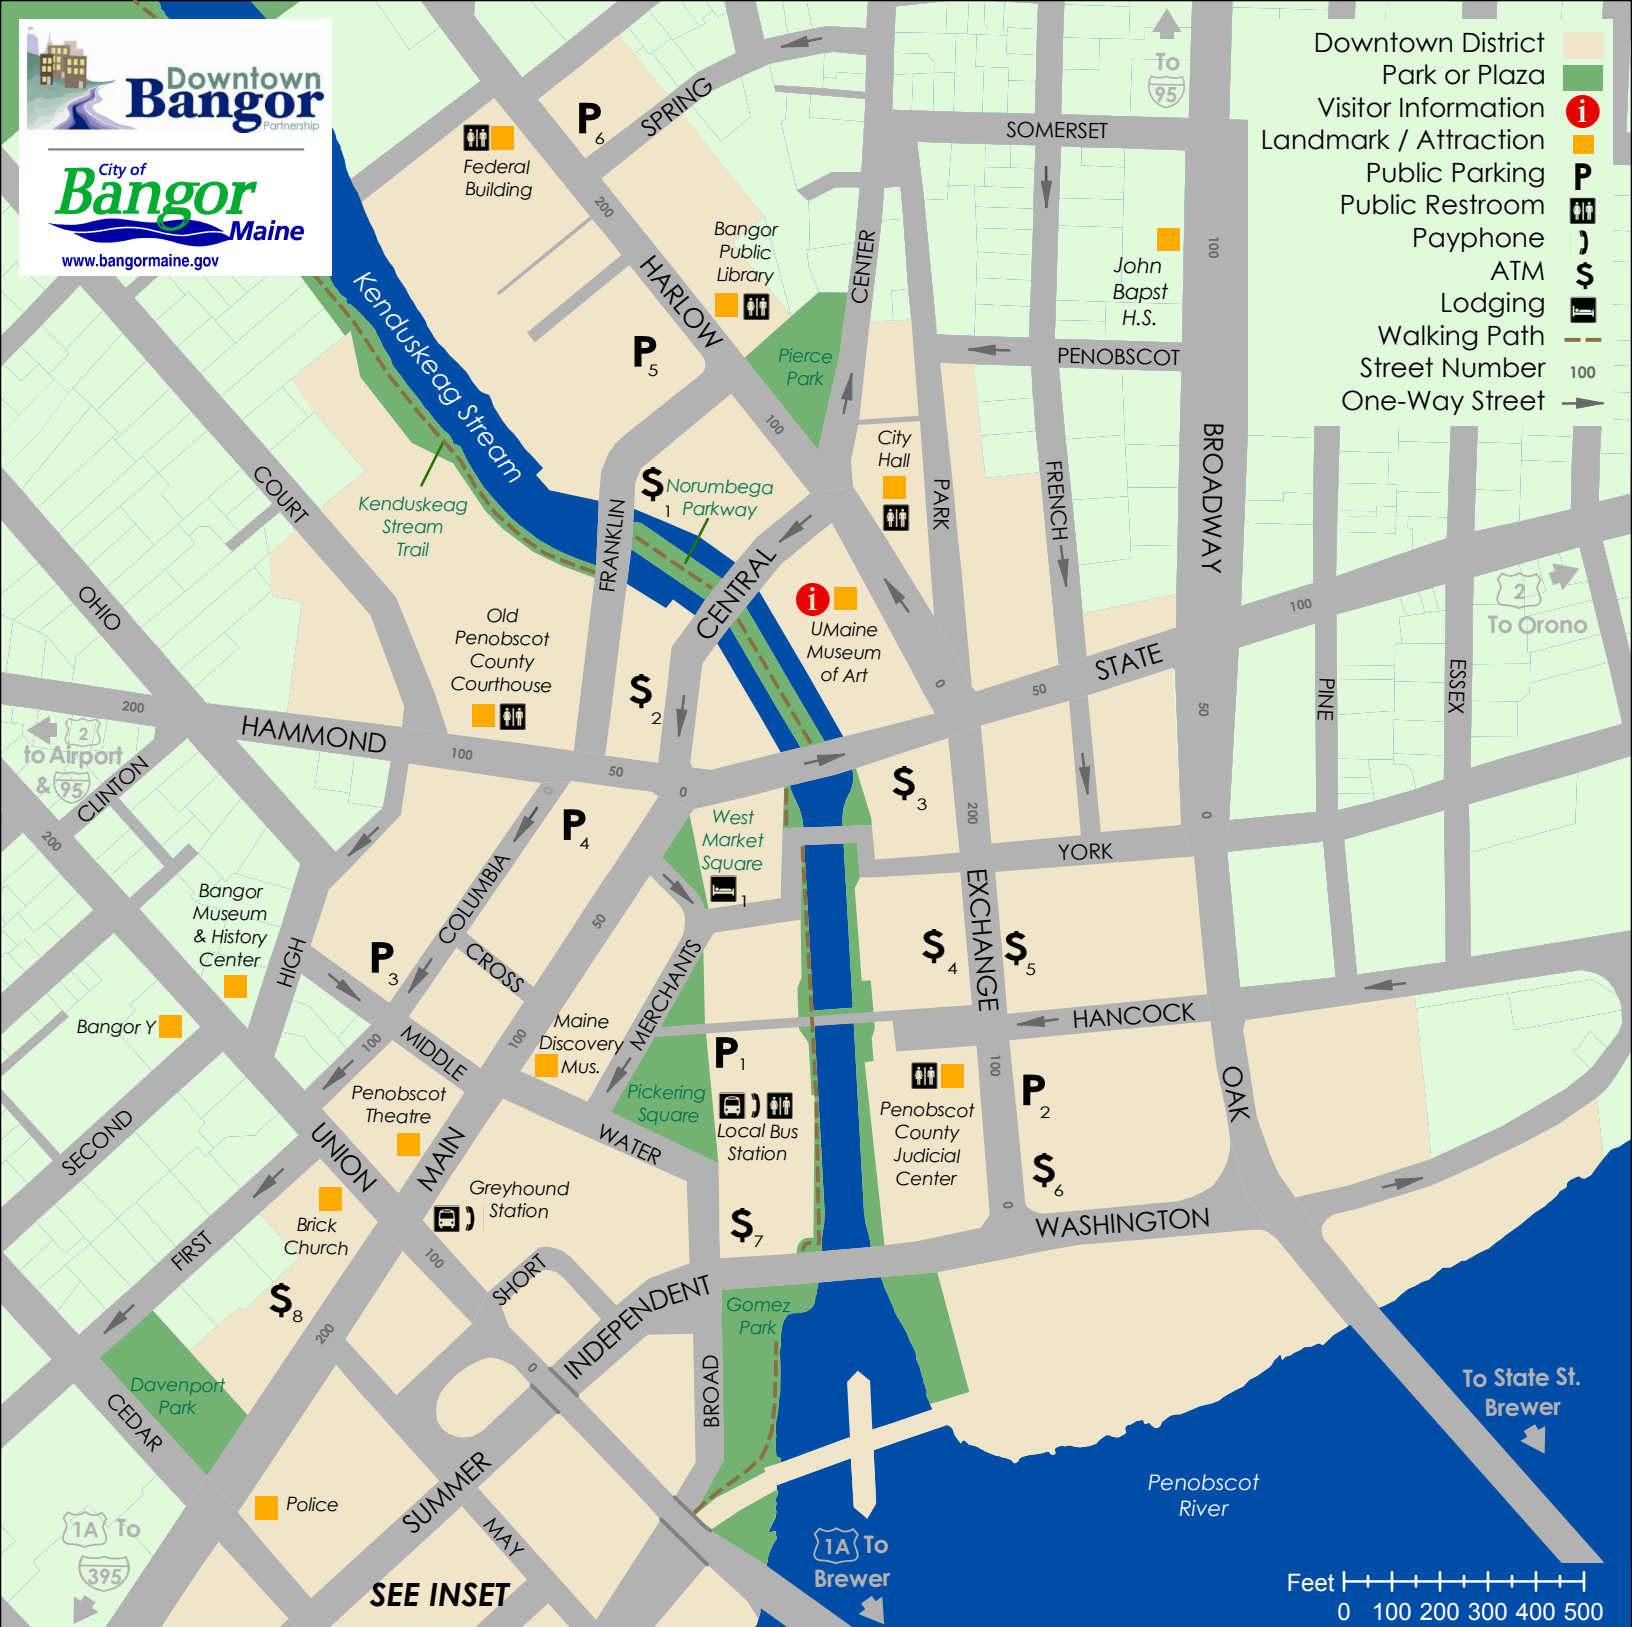 Downtown
Bangor
Partnership
City of
Bangor
Maine
www.bangormaine.gov
Downtown District
Park or Plaza
Visitor Information
i
Landmark / Attraction
Public Parking
P
Public Restroom
Payphone
ATM
$
Lodging
Walking Path
Street Number
100
One-Way Street
To
95
P
6
SPRING
SOMERSET
Federal
Building
200
Bangor
Public
Library
HARLOW
CENTER
100
John
Bapst
H.S.
Kenduskeag Stream
P
5
Pierce
Park
PENOBSCOT
100
City
Hall
BROADWAY
COURT
$
1
Norumbega
Parkway
PARK
FRENCH
Kenduskeag
Stream
Trail
FRANKLIN
CENTRAL
OHIO
i
UMaine
Museum
of Art
2
To Orono
100
Old
Penobscot
County
Courthouse
STATE
0
50
ESSEX
PINE
50
$
2
200
HAMMOND
100
50
0
2
to Airport
& 95
CLINTON
0
$
3
200
0
P
4
West
Market
Square
1
YORK
200
COLUMBIA
50
EXCHANGE
Bangor
Museum
& History
Center
HIGH
P
3
CROSS
MERCHANTS
$
4
$
5
Bangor Y
100
MIDDLE
100
Maine
Discovery
Mus.
HANCOCK
P
1
100
Penobscot
Theatre
Pickering
Square
Local Bus
Station
Penobscot
County
Judicial
Center
P
2
OAK
SECOND
UNION
MAIN
WATER
$
6
Greyhound
Station
0
Brick
Church
$
7
WASHINGTON
FIRST
100
SHORT
$
8
200
INDEPENDENT
Gomez
Park
0
Davenport
Park
CEDAR
BROAD
To State St.
Brewer
SUMMER
Police
MAY
Penobscot
River
1A To
395
1A To
Brewer
SEE INSET
Feet
0 100 200 300 400 500